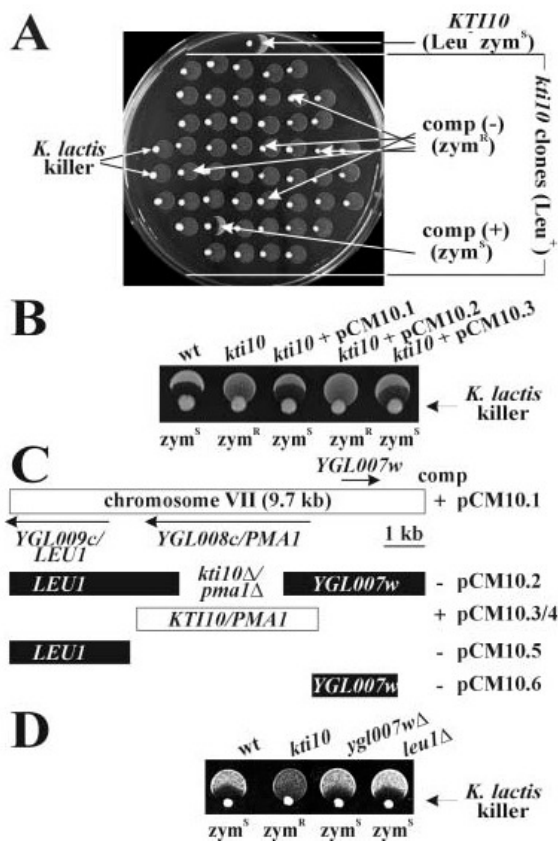 A
KTI10
(Leu⁻ zymˢ)
K. lactis
killer
comp (-)
(zymᴿ)
comp (+)
(zymˢ)
kti10 clones (Leu⁺)
B
wt
kti10
kti10 + pCM10.1
kti10 + pCM10.2
kti10 + pCM10.3
K. lactis
killer
zymˢ zymᴿ zymˢ zymᴿ zymˢ
C
YGL007w
comp
chromosome VII (9.7 kb)
+ pCM10.1
YGL009c/
LEU1
YGL008c/PMA1
1 kb
LEU1
kti10Δ/
pma1Δ
YGL007w
- pCM10.2
KTI10/PMA1
+ pCM10.3/4
LEU1
- pCM10.5
YGL007w
- pCM10.6
D
wt
kti10
ygl007wΔ
leu1Δ
K. lactis
killer
zymˢ zymᴿ zymˢ zymˢ